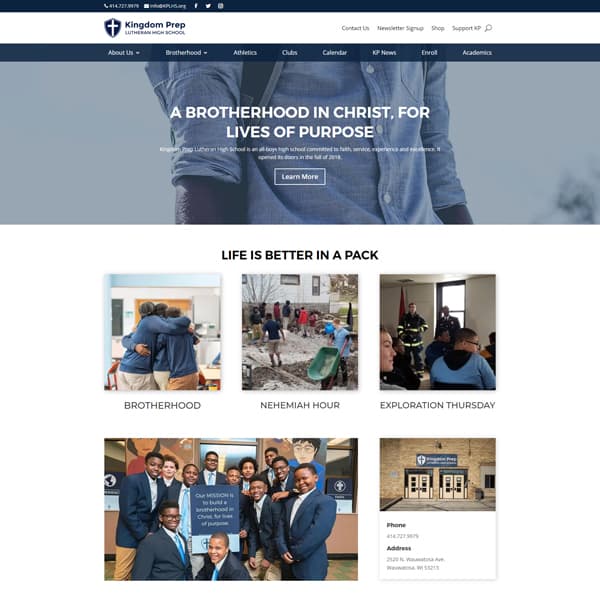 414.727.9979 Info@KPLHS.org
Kingdom Prep
LUTHERAN HIGH SCHOOL
Contact Us Newsletter Signup Shop Support KP
About Us Brotherhood Athletics Clubs Calendar KP News Enroll Academics
A BROTHERHOOD IN CHRIST, FOR
LIVES OF PURPOSE
Kingdom Prep Lutheran High School is an all-boys high school committed to faith, service, experience and excellence. It
opened its doors in the fall of 2018.
Learn More
LIFE IS BETTER IN A PACK
BROTHERHOOD
NEHEMIAH HOUR
EXPLORATION THURSDAY
Our MISSION is
to build a
brotherhood in
Christ, for lives
of purpose.
Kingdom Prep
LUTHERAN HIGH SCHOOL
Phone
414.727.9979
Address
2520 N. Wauwatosa Ave.
Wauwatosa, WI 53213